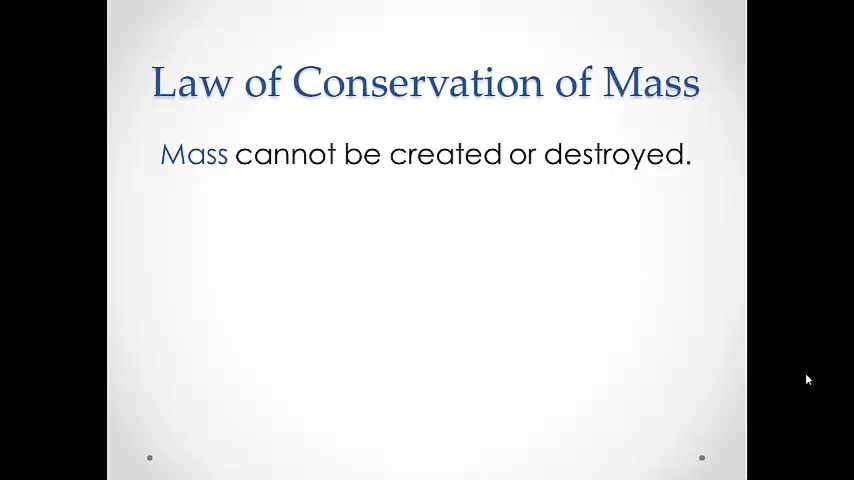 Law of Conservation of Mass
Mass cannot be created or destroyed.